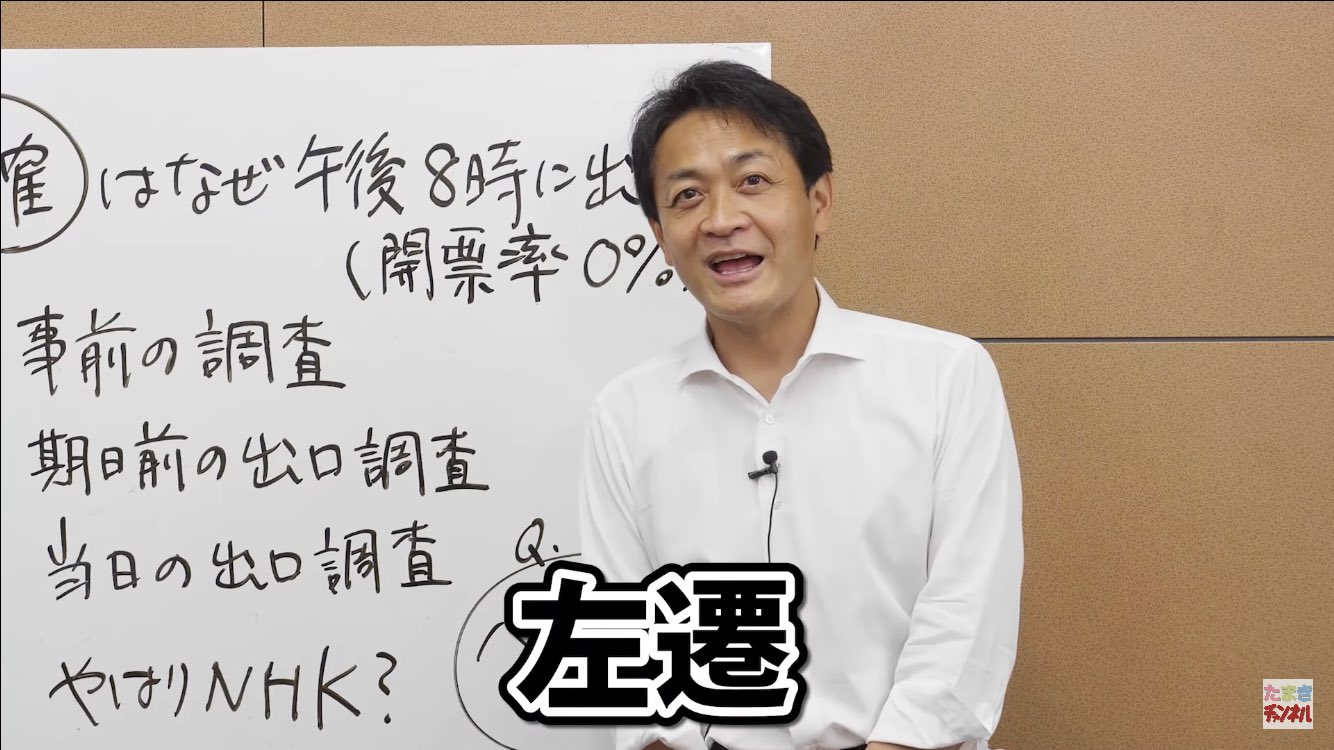 はなぜ午後8時に出
(開票率0%
事前の調査
期日前の出口調査
当日の出口調査
やはりNHK?
Q.
左遷
たまき
チャンネル